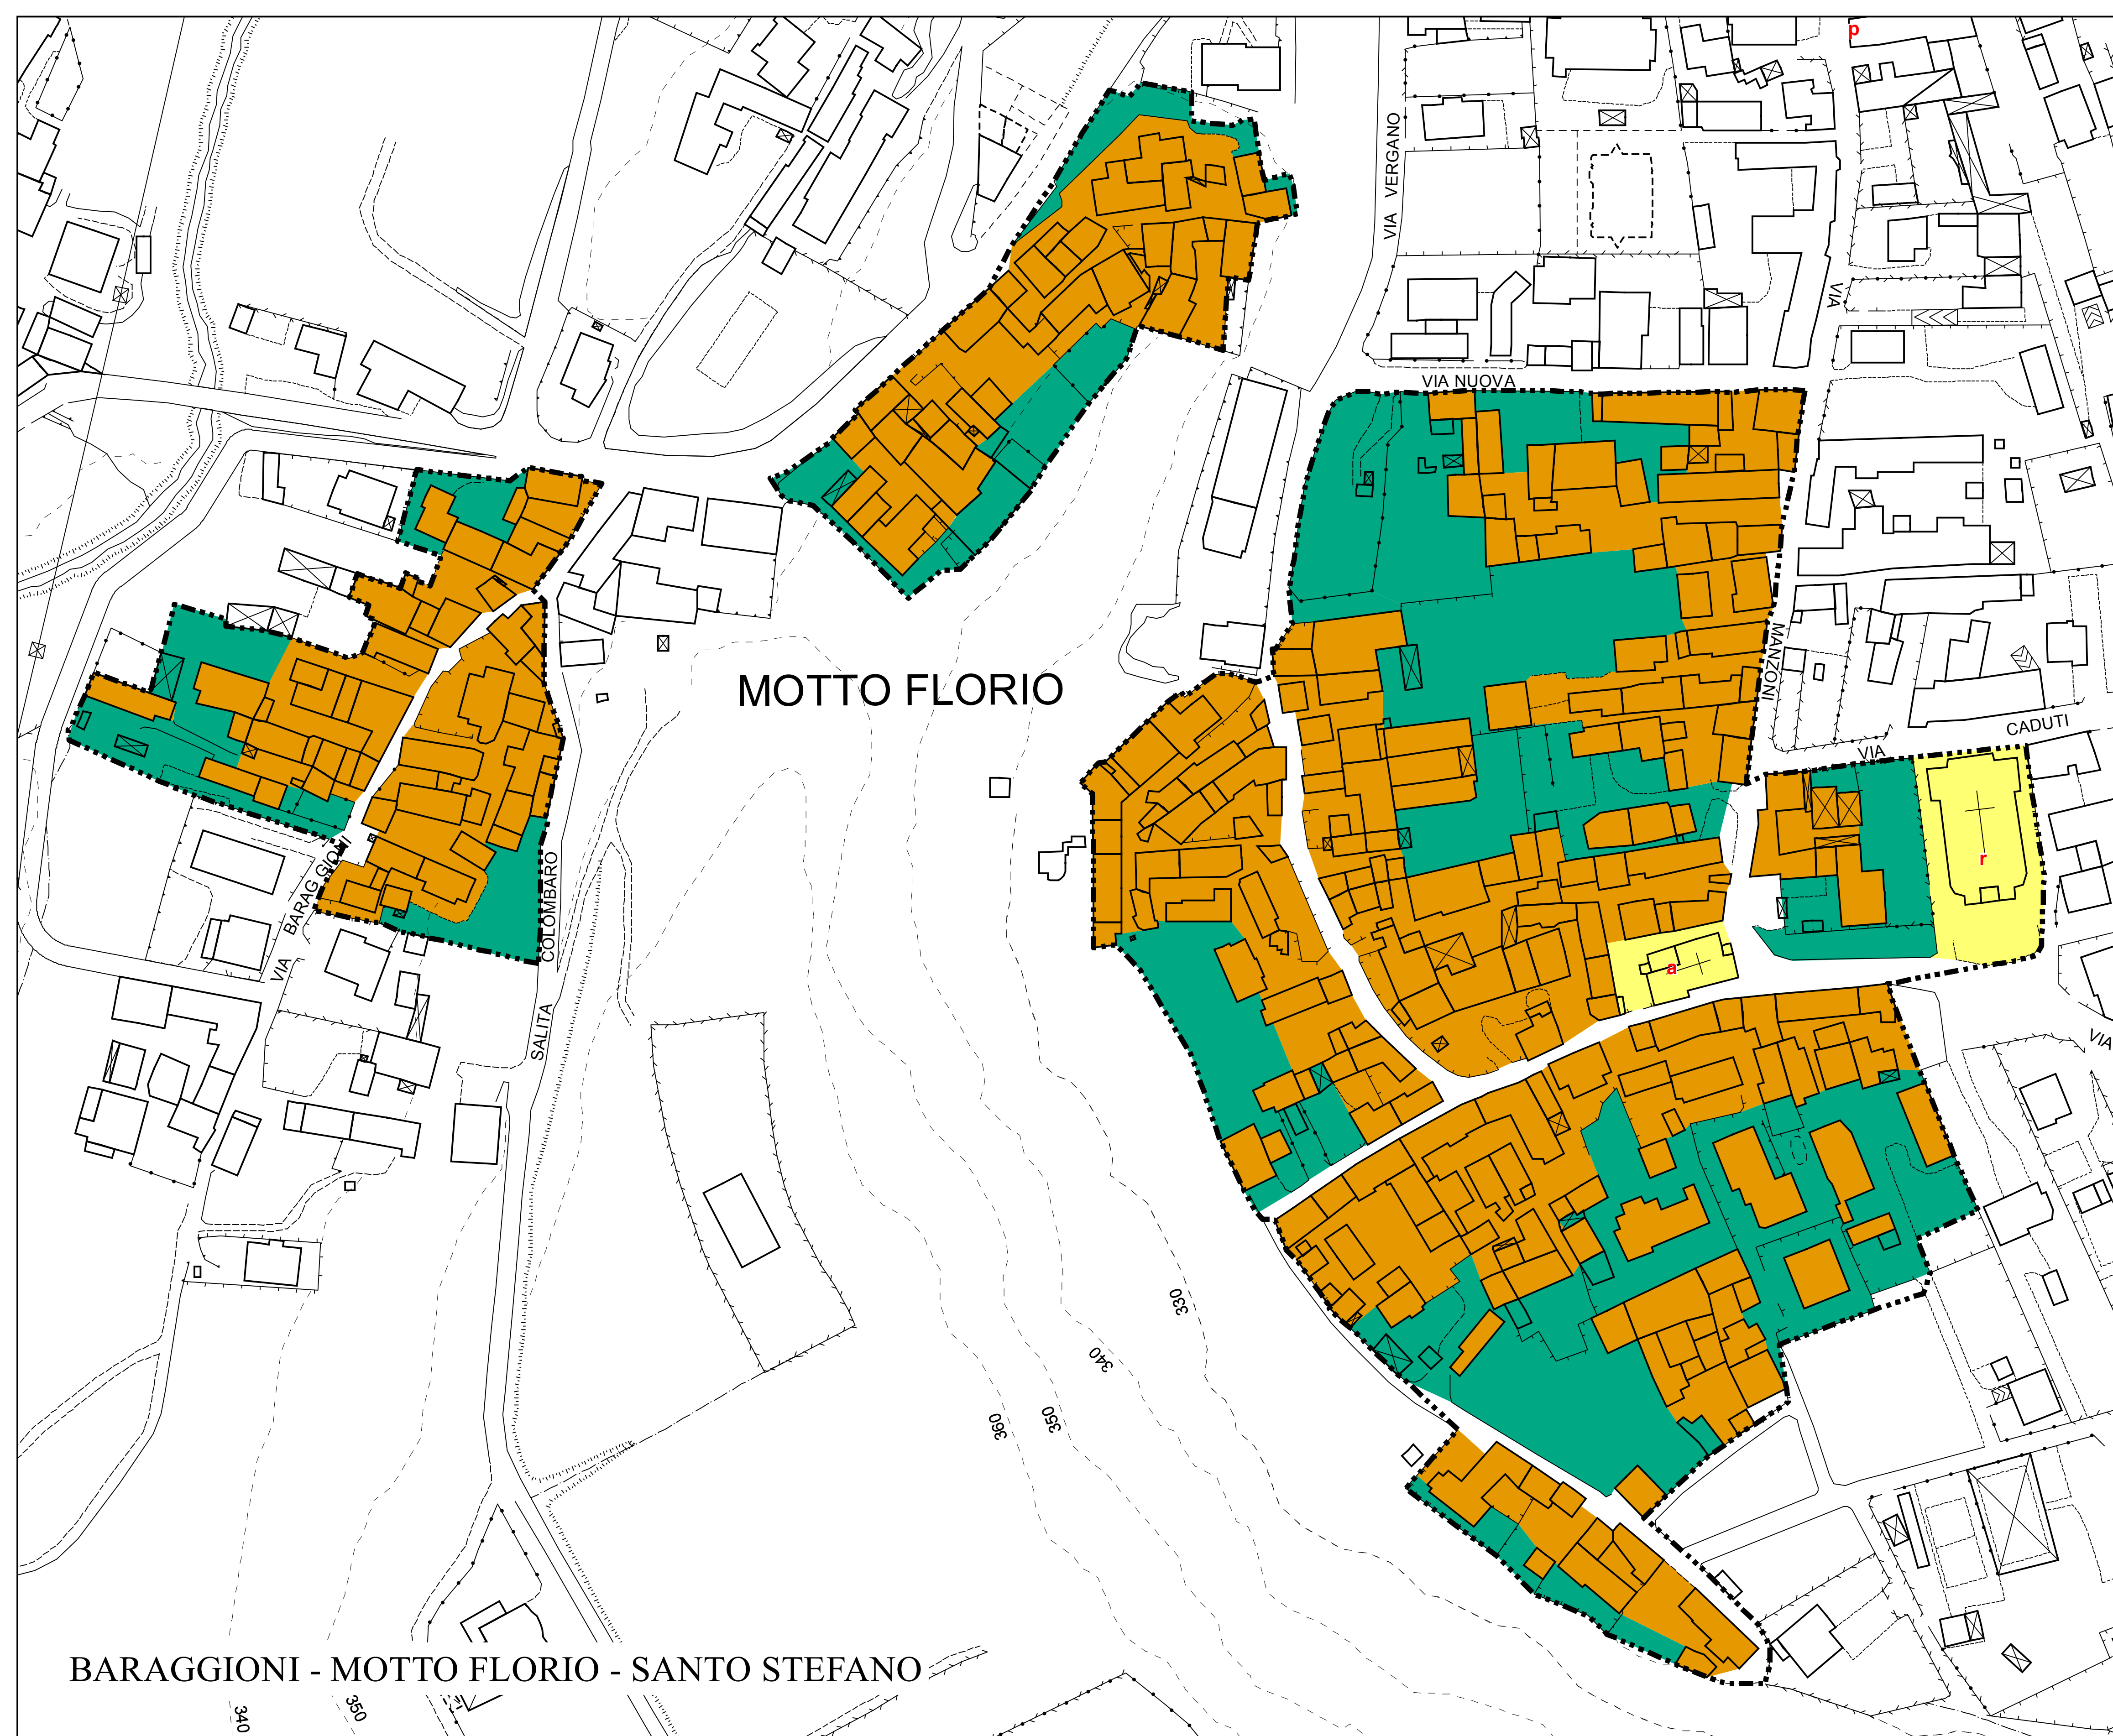 p
VIA VERGANO
VIA
VIA NUOVA
MANZONI
MOTTO FLORIO
CADUTI
VIA
r
BARAGGIONI
VIA
COLOMBARO
SALITA
a
VIA
330
340
350
360
BARAGGIONI - MOTTO FLORIO - SANTO STEFANO
340
350